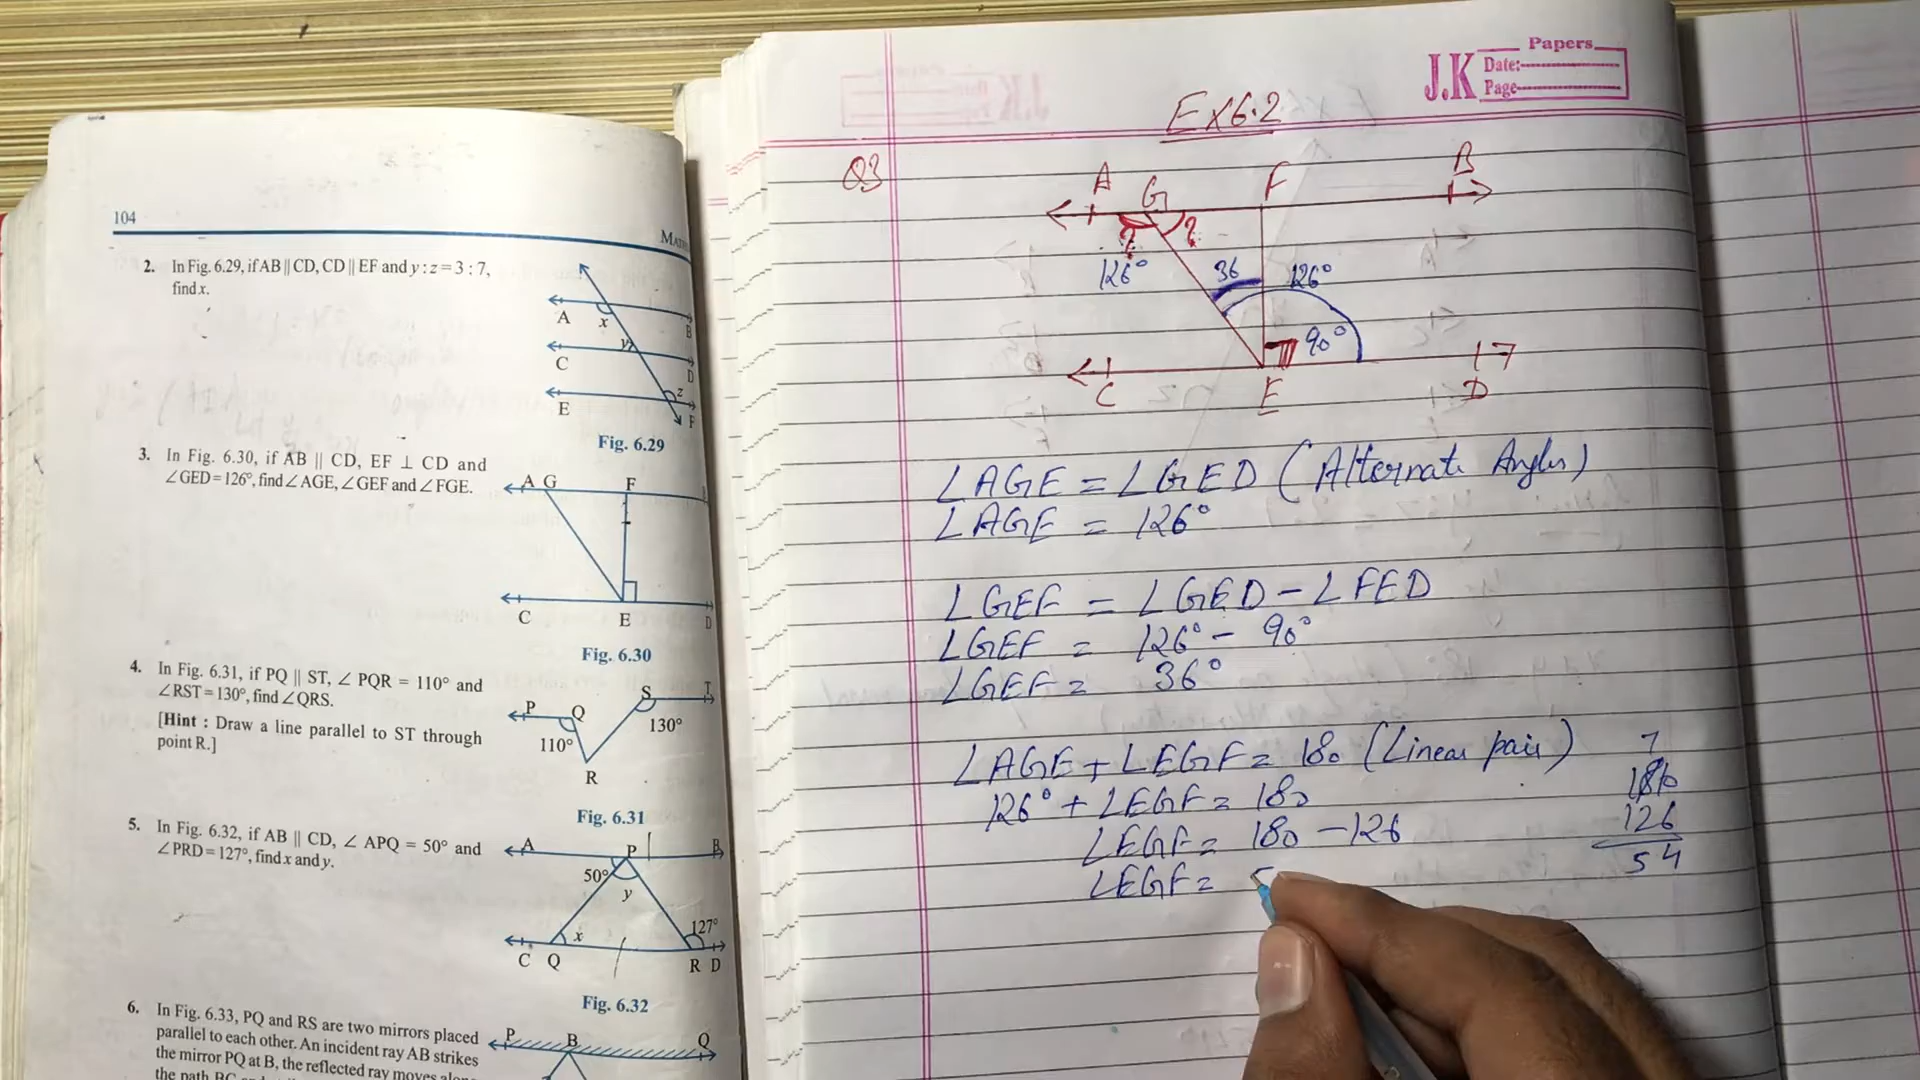 104
2. In Fig. 6.29, if AB || CD, CD || EF and y : z = 3 : 7,
find x.
A
x
B
y
C
D
z
E
F
Fig. 6.29
3. In Fig. 6.30, if AB || CD, EF ⊥ CD and
∠GED = 126°, find ∠AGE, ∠GEF and ∠FGE.
A G F
C E D
Fig. 6.30
4. In Fig. 6.31, if PQ || ST, ∠ PQR = 110° and
∠RST = 130°, find ∠QRS.
[Hint : Draw a line parallel to ST through
point R.]
S T
P Q
130°
110°
R
Fig. 6.31
5. In Fig. 6.32, if AB || CD, ∠ APQ = 50° and
∠PRD = 127°, find x and y.
A P B
50°
y
x 127°
C Q R D
Fig. 6.32
6. In Fig. 6.33, PQ and RS are two mirrors placed
parallel to each other. An incident ray AB strikes
the mirror PQ at B, the reflected ray moves along
P B Q
J.K Papers
Date:
Page
Ex 6.2
Q3
A G F B
? ?
126° 36 126°
90°
C E D
∠AGE = ∠GED (Alternate Angles)
∠AGE = 126°
∠GEF = ∠GED - ∠FED
∠GEF = 126° - 90°
∠GEF = 36°
∠AGE + ∠EGF = 180 (Linear pair)
126° + ∠EGF = 180
∠EGF = 180 - 126
∠EGF = 5
7
180
126
54